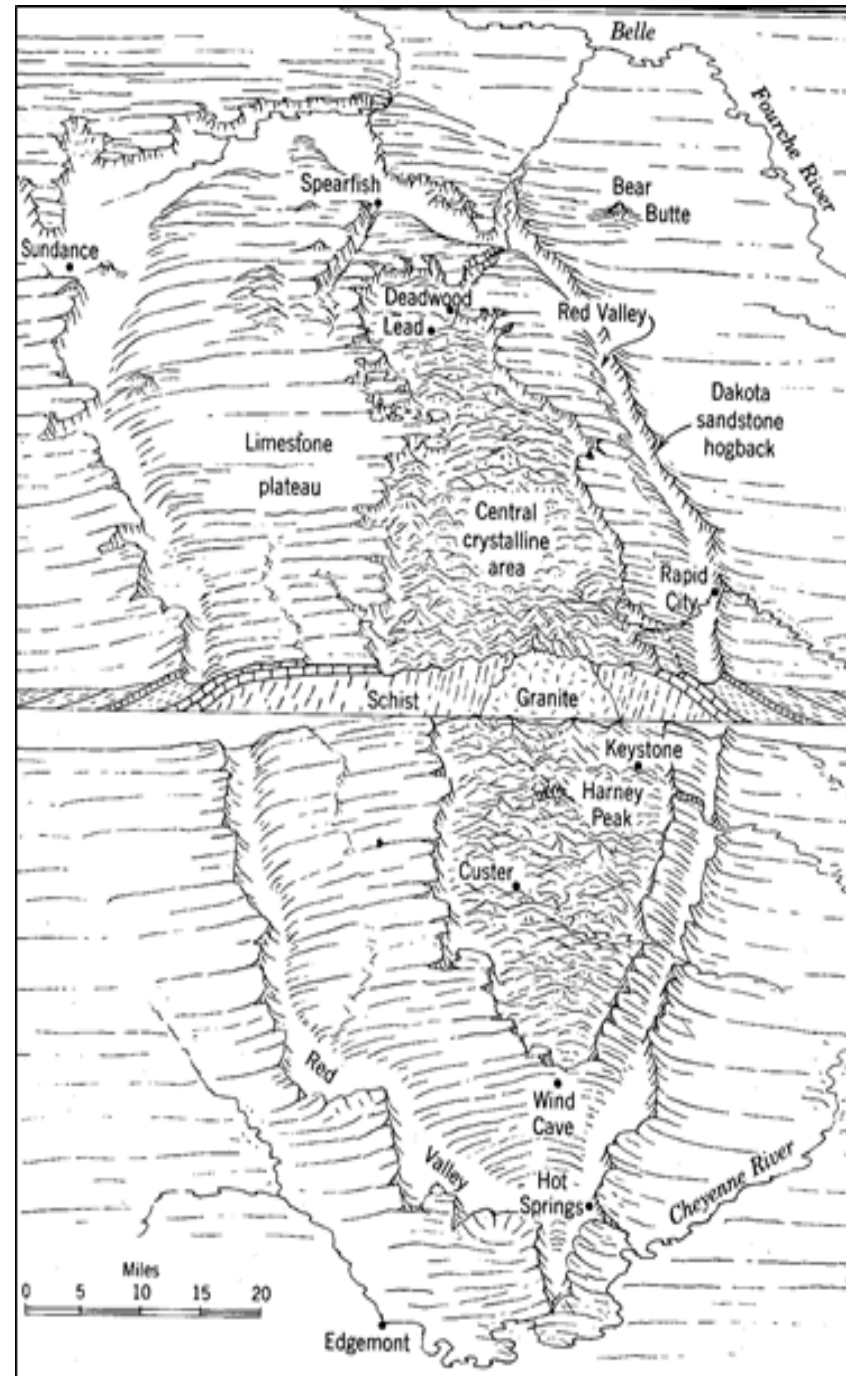 Belle
Fourche River
Spearfish
Bear
Butte
Sundance
Deadwood
Lead
Red Valley
Dakota
sandstone
hogback
Limestone
plateau
Central
crystalline
area
Rapid
City
Schist
Granite
Keystone
Harney
Peak
Custer
Red
Wind
Cave
Valley
Hot
Springs
Cheyenne River
Miles
0 5 10 15 20
Edgemont